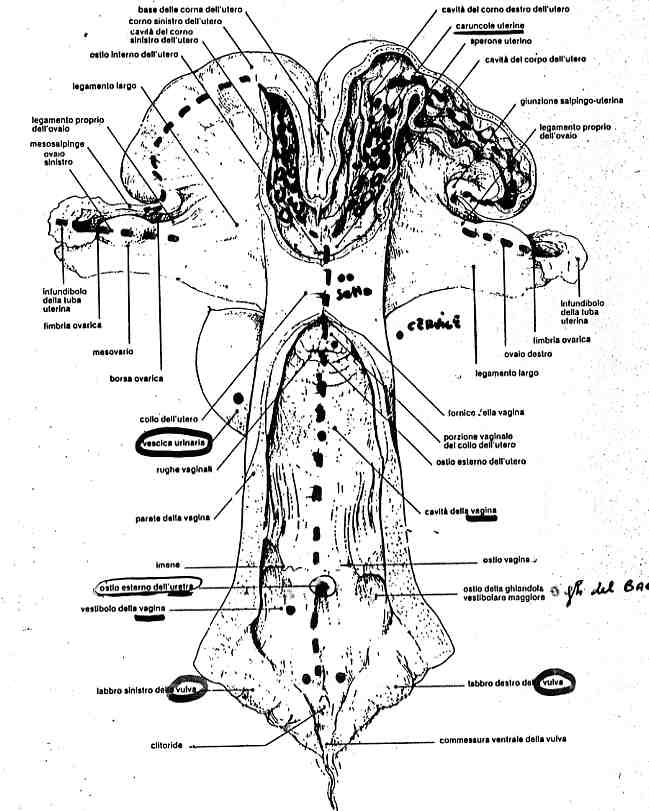 base delle corna dell'utero
corno sinistro dell'utero
cavità del corno
sinistro dell'utero
ostio interno dell'utero
legamento largo
legamento proprio
dell'ovaio
mesosalpinge
ovaio
sinistro
infundibolo
della tuba
uterina
fimbria ovarica
mesovario
borsa ovarica
collo dell'utero
vescica urinaria
rughe vaginali
parete della vagina
imene
ostio esterno dell'uretra
vestibolo della vagina
labbro sinistro della vulva
clitoride
cavità del corno destro dell'utero
caruncole uterine
sperone uterino
cavità del corpo dell'utero
giunzione salpingo-uterina
legamento proprio
dell'ovaio
infundibolo
della tuba
uterina
fimbria ovarica
ovaio destro
legamento largo
CERVICE
fornice della vagina
porzione vaginale
del collo dell'utero
ostio esterno dell'utero
cavità della vagina
ostio vagina
ostio della ghiandola
vestibolare maggiore
gh del BA
labbro destro della vulva
commessura ventrale della vulva